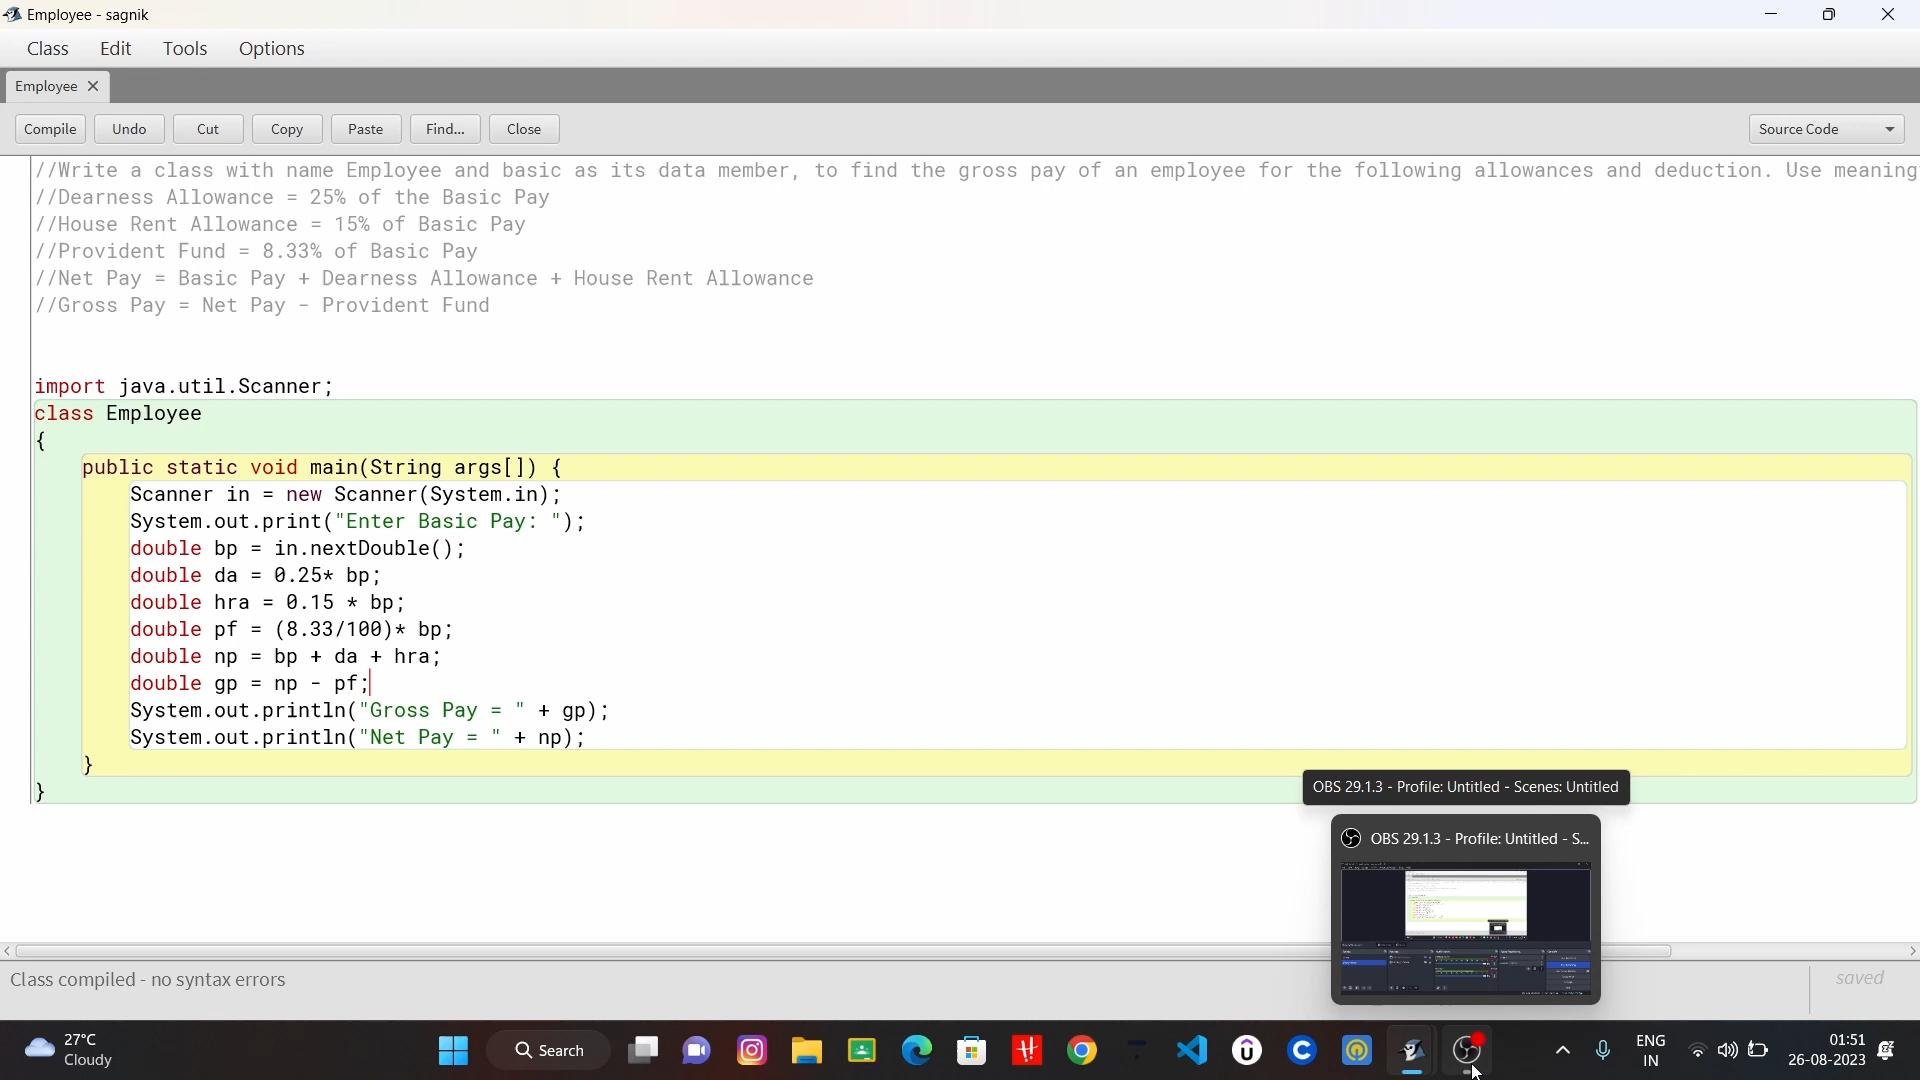 Employee - sagnik
Class Edit Tools Options
Employee
Compile Undo Cut Copy Paste Find... Close Source Code
//Write a class with name Employee and basic as its data member, to find the gross pay of an employee for the following allowances and deduction. Use meaning
//Dearness Allowance = 25% of the Basic Pay
//House Rent Allowance = 15% of Basic Pay
//Provident Fund = 8.33% of Basic Pay
//Net Pay = Basic Pay + Dearness Allowance + House Rent Allowance
//Gross Pay = Net Pay - Provident Fund
import java.util.Scanner;
class Employee
{
public static void main(String args[]) {
Scanner in = new Scanner(System.in);
System.out.print("Enter Basic Pay: ");
double bp = in.nextDouble();
double da = 0.25* bp;
double hra = 0.15 * bp;
double pf = (8.33/100)* bp;
double np = bp + da + hra;
double gp = np - pf;
System.out.println("Gross Pay = " + gp);
System.out.println("Net Pay = " + np);
}
}
OBS 29.1.3 - Profile: Untitled - Scenes: Untitled
OBS 29.1.3 - Profile: Untitled - S...
Class compiled - no syntax errors
saved
27°C
Cloudy
Search
ENG
IN
01:51
26-08-2023